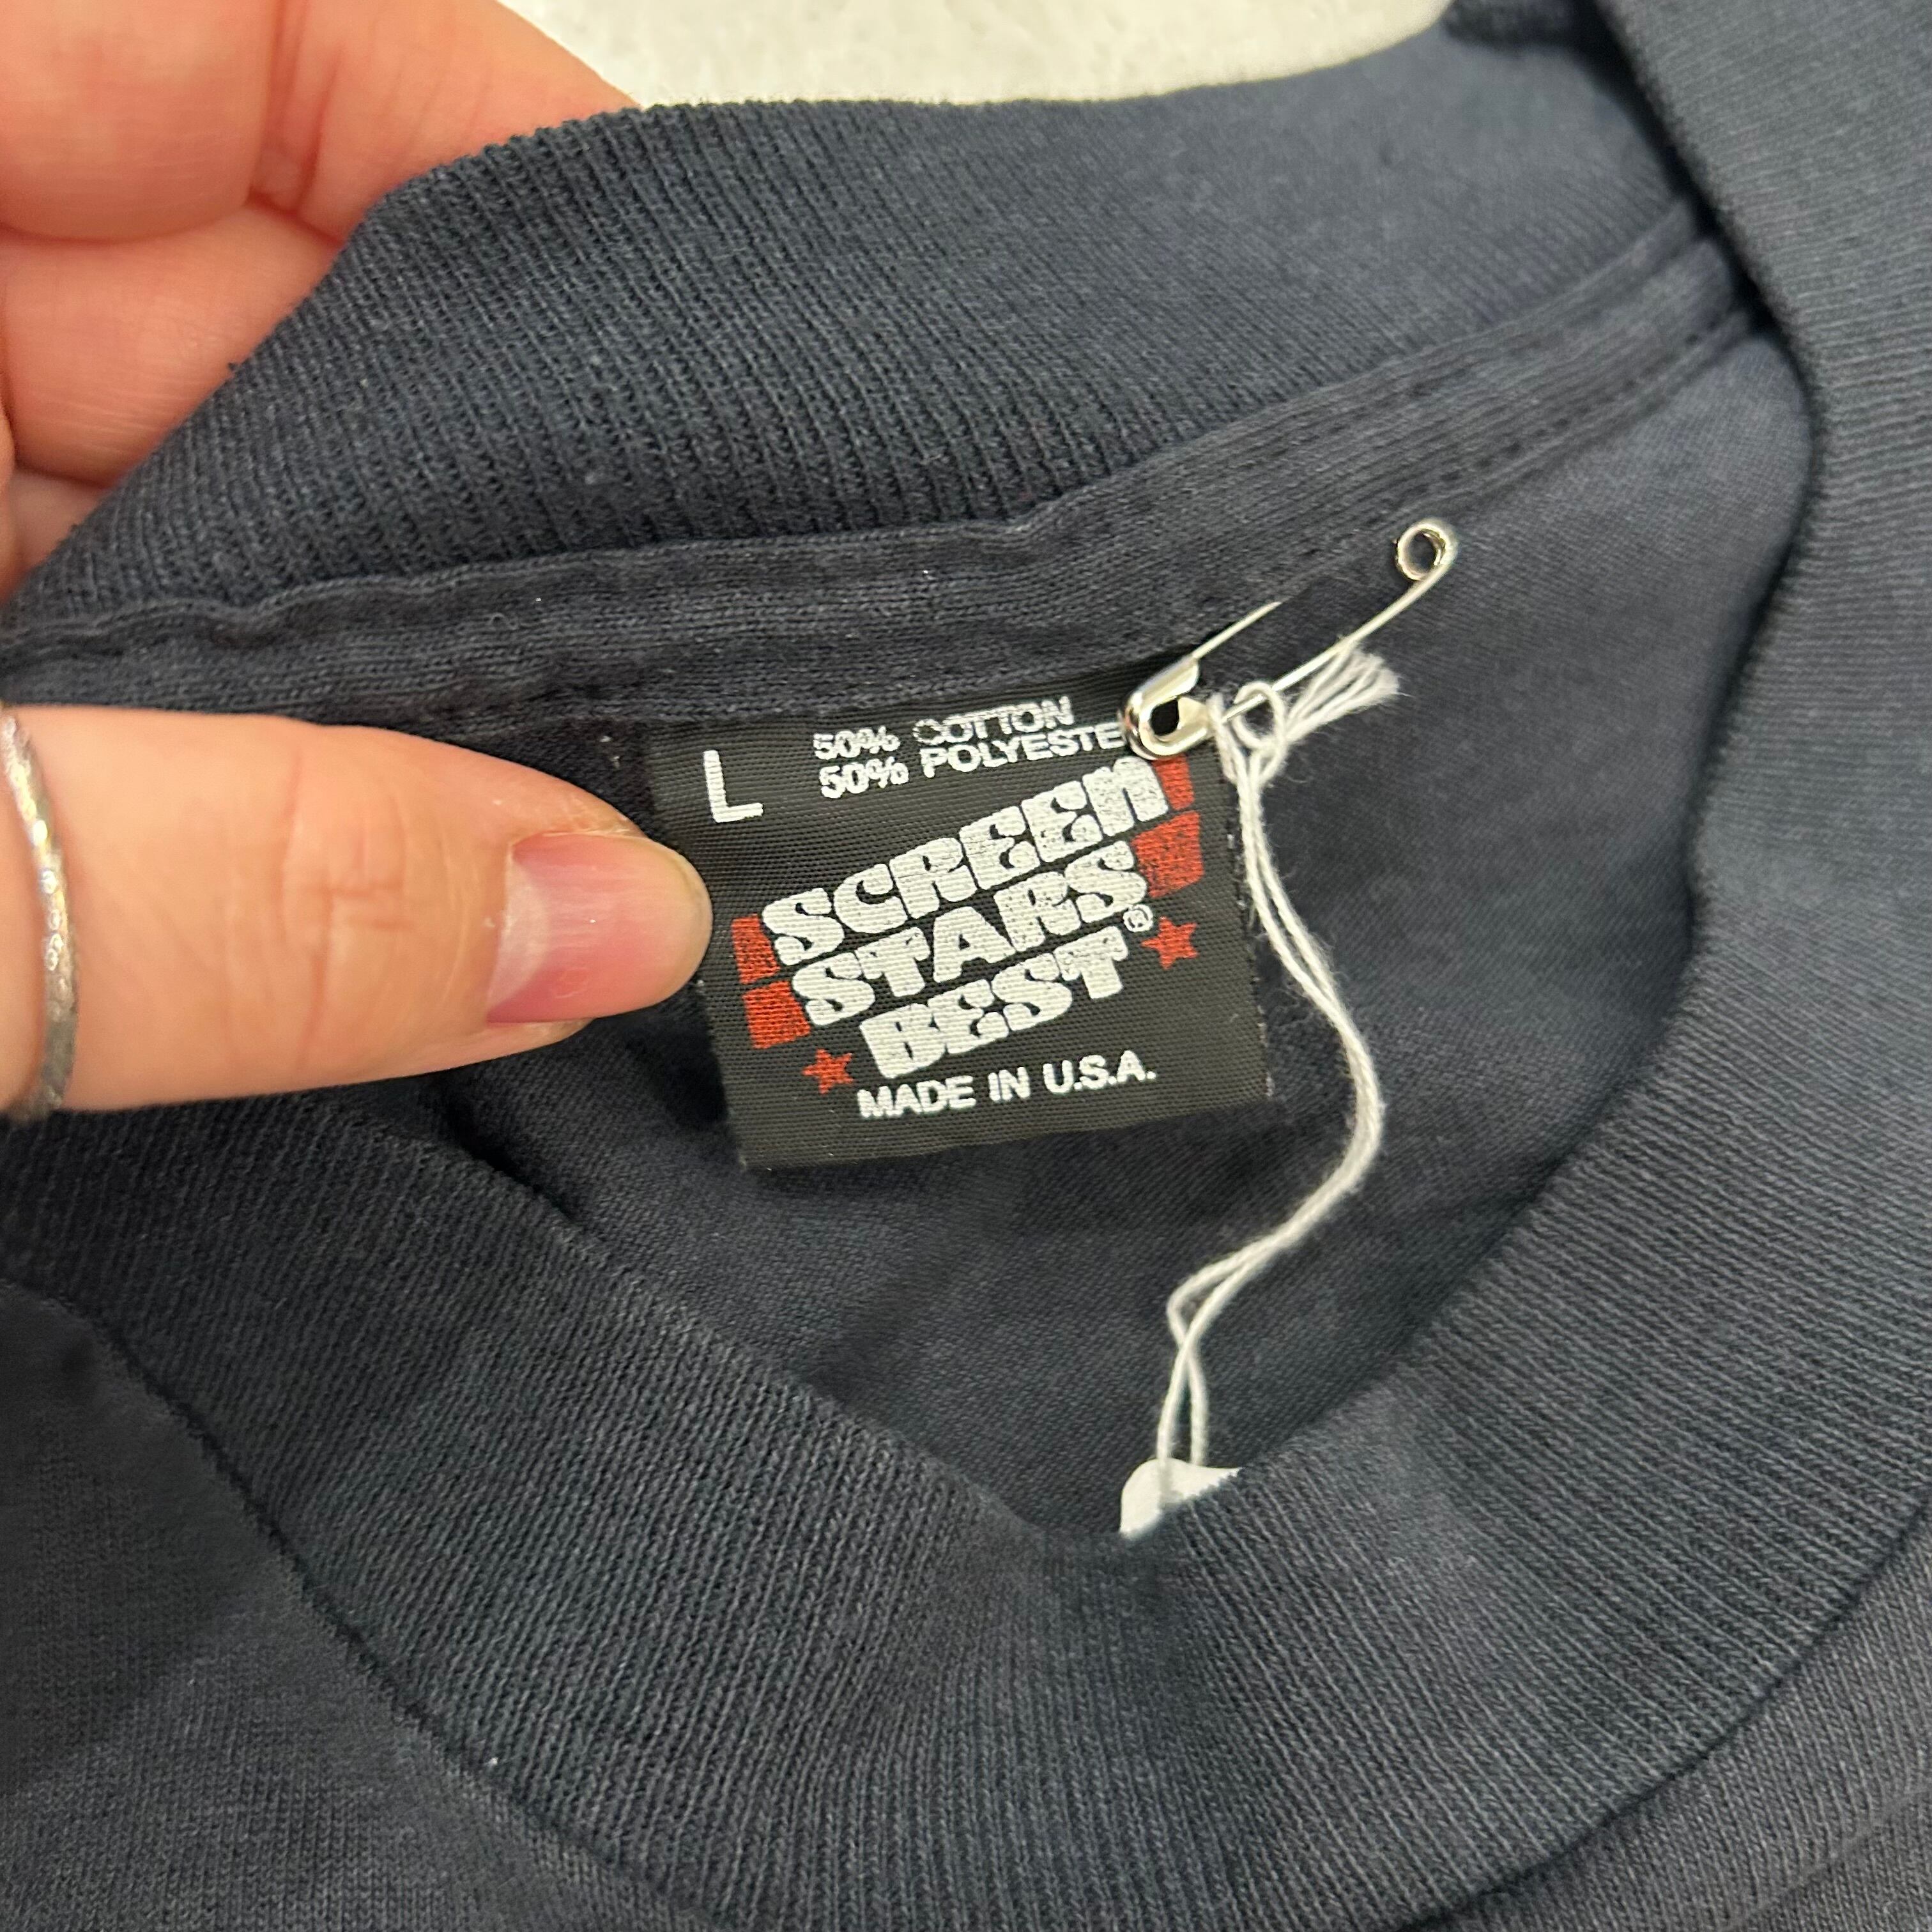 L
50% COTTON
50% POLYESTE
SCREEN
STARS
BEST®
MADE IN U.S.A.